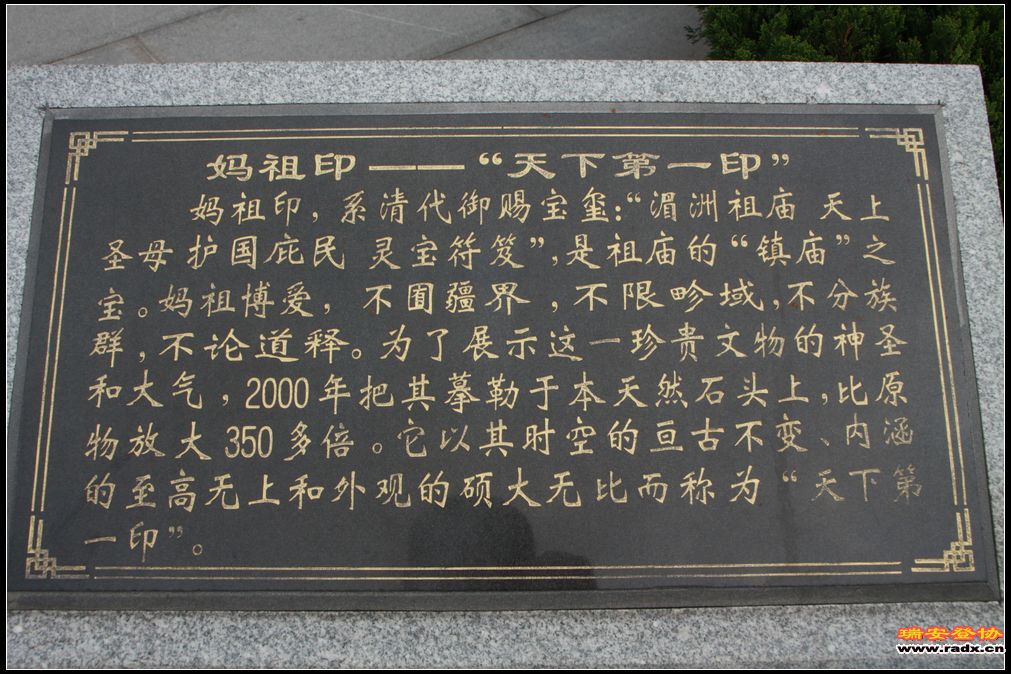 妈祖印——“天下第一印”
妈祖印，系清代御赐宝玺：“湄洲祖庙 天上
圣母 护国庇民 灵宝符笈”，是祖庙的“镇庙”之
宝。妈祖博爱，不囿疆界，不限畛域，不分族
群，不论道释。为了展示这一珍贵文物的神圣
和大气，2000年把其摹勒于本天然石头上，比原
物放大350多倍。它以其时空的亘古不变、内涵
的至高无上和外观的硕大无比而称为“天下第
一印”。
瑞安登协
www.radx.cn